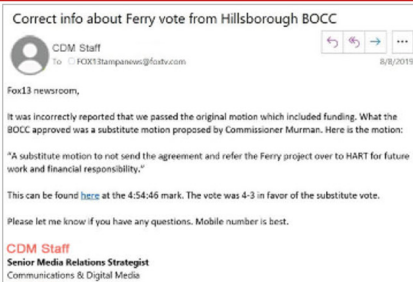 Correct info about Ferry vote from Hillsborough BOCC
CDM Staff
To FOX13tampanews@foxtv.com
8/8/2019
Fox13 newsroom,
It was incorrectly reported that we passed the original motion which included funding. What the
BOCC approved was a substitute motion proposed by Commissioner Murman. Here is the motion:
"A substitute motion to not send the agreement and refer the Ferry project over to HART for future
work and financial responsibility."
This can be found here at the 4:54:46 mark. The vote was 4-3 in favor of the substitute vote.
Please let me know if you have any questions. Mobile number is best.
CDM Staff
Senior Media Relations Strategist
Communications & Digital Media